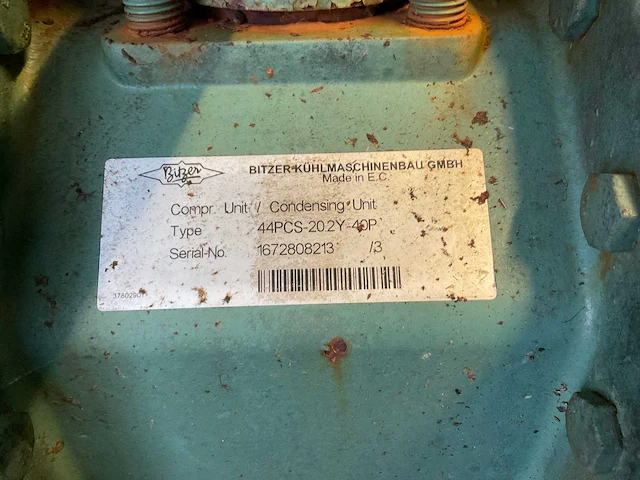 Bitzer
BITZER KÜHLMASCHINENBAU GMBH
Made in E.C.
Compr. Unit / Condensing Unit
Type 44PCS-20.2Y-40P
Serial-No. 1672808213 /3